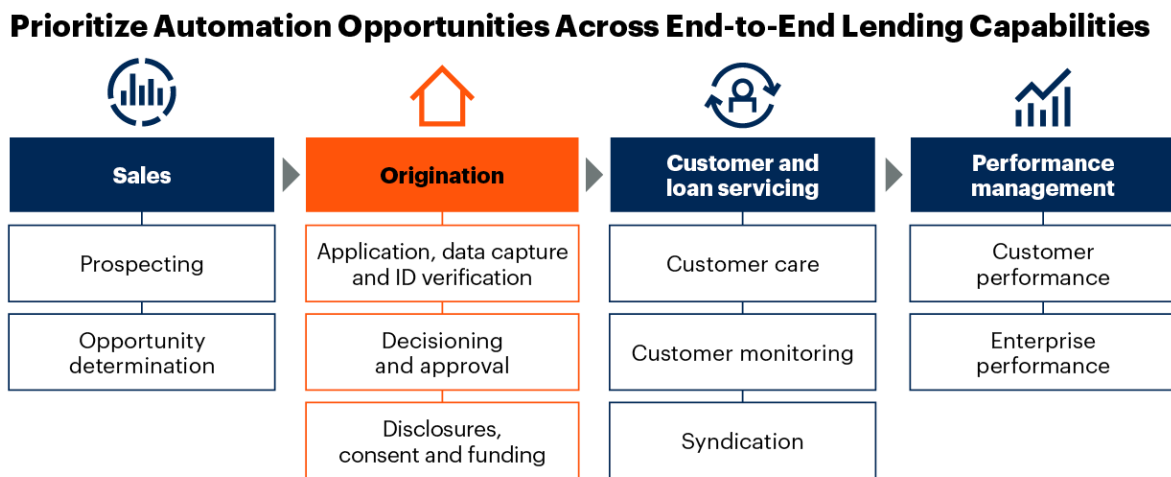 Prioritize Automation Opportunities Across End-to-End Lending Capabilities
Sales
Prospecting
Opportunity
determination
Origination
Application, data capture
and ID verification
Decisioning
and approval
Disclosures,
consent and funding
Customer and
loan servicing
Customer care
Customer monitoring
Syndication
Performance
management
Customer
performance
Enterprise
performance